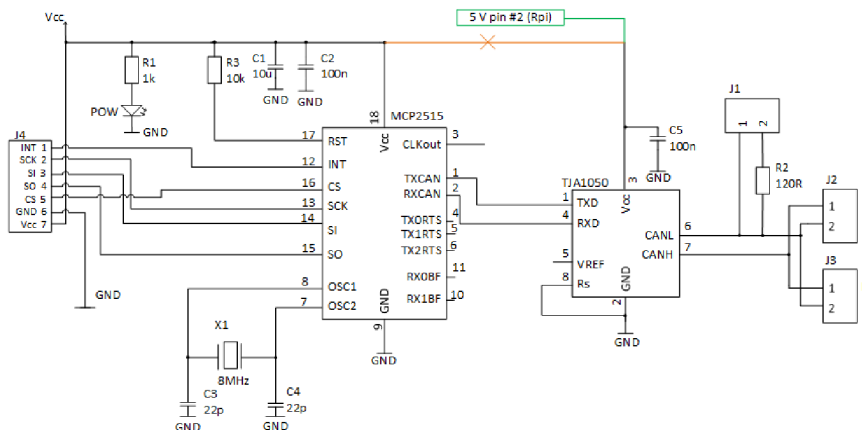 Vcc
5 V pin #2 (Rpi)
R1
1k
R3
10k
C1
10u
GND
C2
100n
GND
POW
GND
18
MCP2515
Vcc
J4
INT 1
SCK 2
SI 3
SO 4
CS 5
GND 6
Vcc 7
GND
17 RST
12 INT
16 CS
13 SCK
14 SI
15 SO
8 OSC1
7 OSC2
CLKout 3
TXCAN 1
RXCAN 2
TX0RTS 4
TX1RTS 5
TX2RTS 6
RX0BF 11
RX1BF 10
GND
9
GND
X1
8MHz
C3
22p
GND
C4
22p
GND
C5
100n
GND
TJA1050
3
Vcc
1 TXD
4 RXD
5 VREF
8 Rs
CANL 6
CANH 7
GND
2
GND
J1
1 2
R2
120R
J2
1
2
J3
1
2